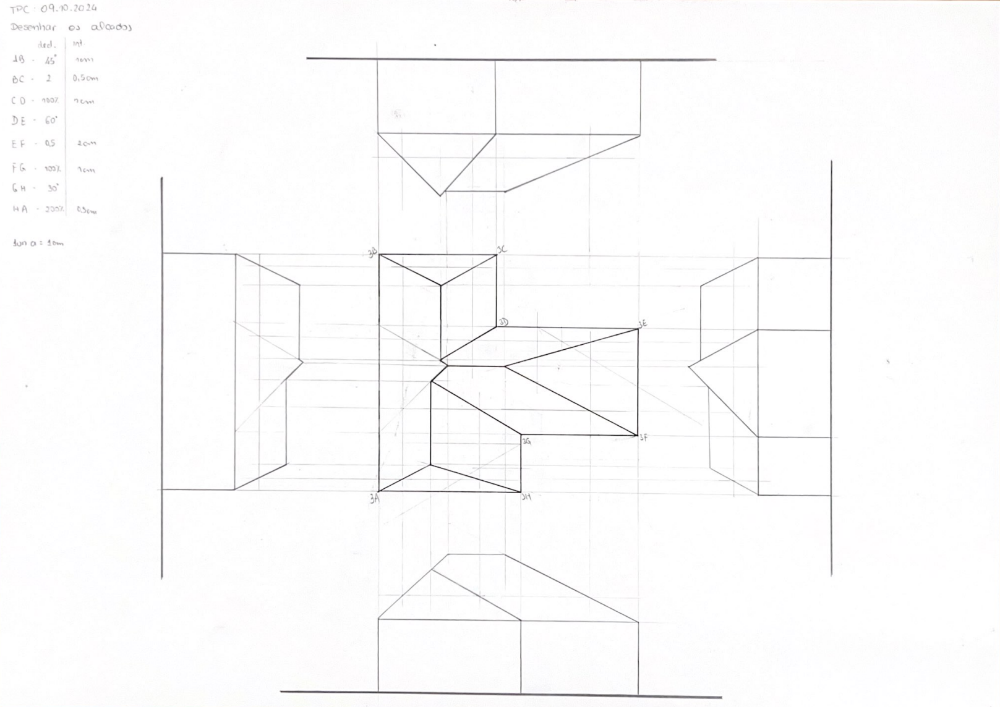 TPC - 09.10.2024
Desenhar os alçados
decl. int.
AB - 45° 1cm
BC - 2 0,5cm
CD - 100% 1cm
DE - 60°
EF - 0,5 2cm
FG - 100% 1cm
GH - 30°
HA - 200% 0,5cm
3B 3C
3D 3E
3G 3F
3A 3H